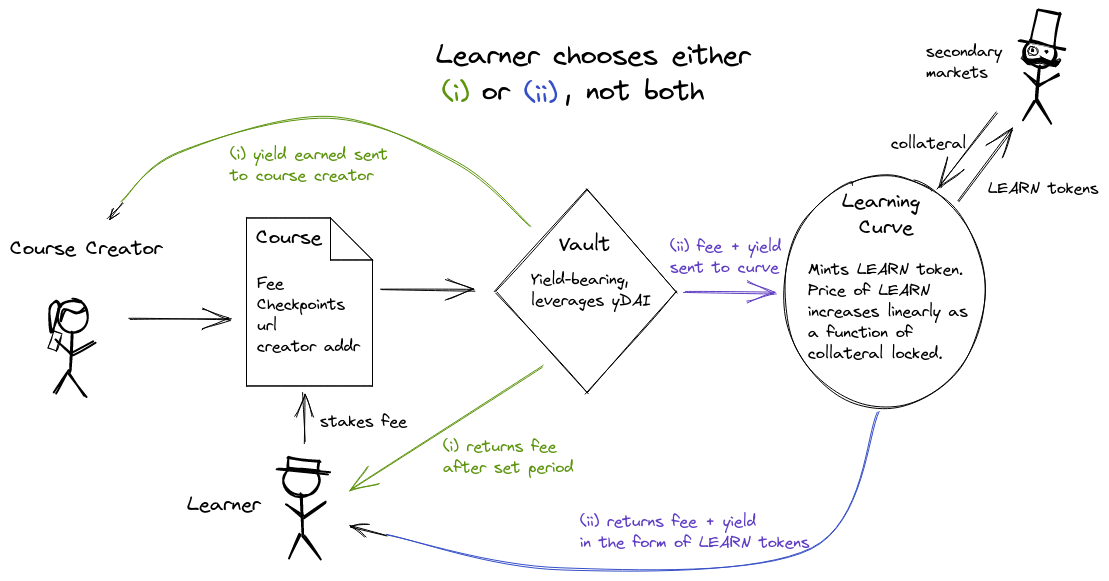 Learner chooses either
(i) or (ii), not both
secondary
markets
collateral
LEARN tokens
(i) yield earned sent
to course creator
Course Creator
Course
Fee
Checkpoints
url
creator addr
Vault
Yield-bearing,
leverages yDAI
(ii) fee + yield
sent to curve
Learning
Curve
Mints LEARN token.
Price of LEARN
increases linearly as
a function of
collateral locked.
stakes fee
(i) returns fee
after set period
Learner
(ii) returns fee + yield
in the form of LEARN tokens